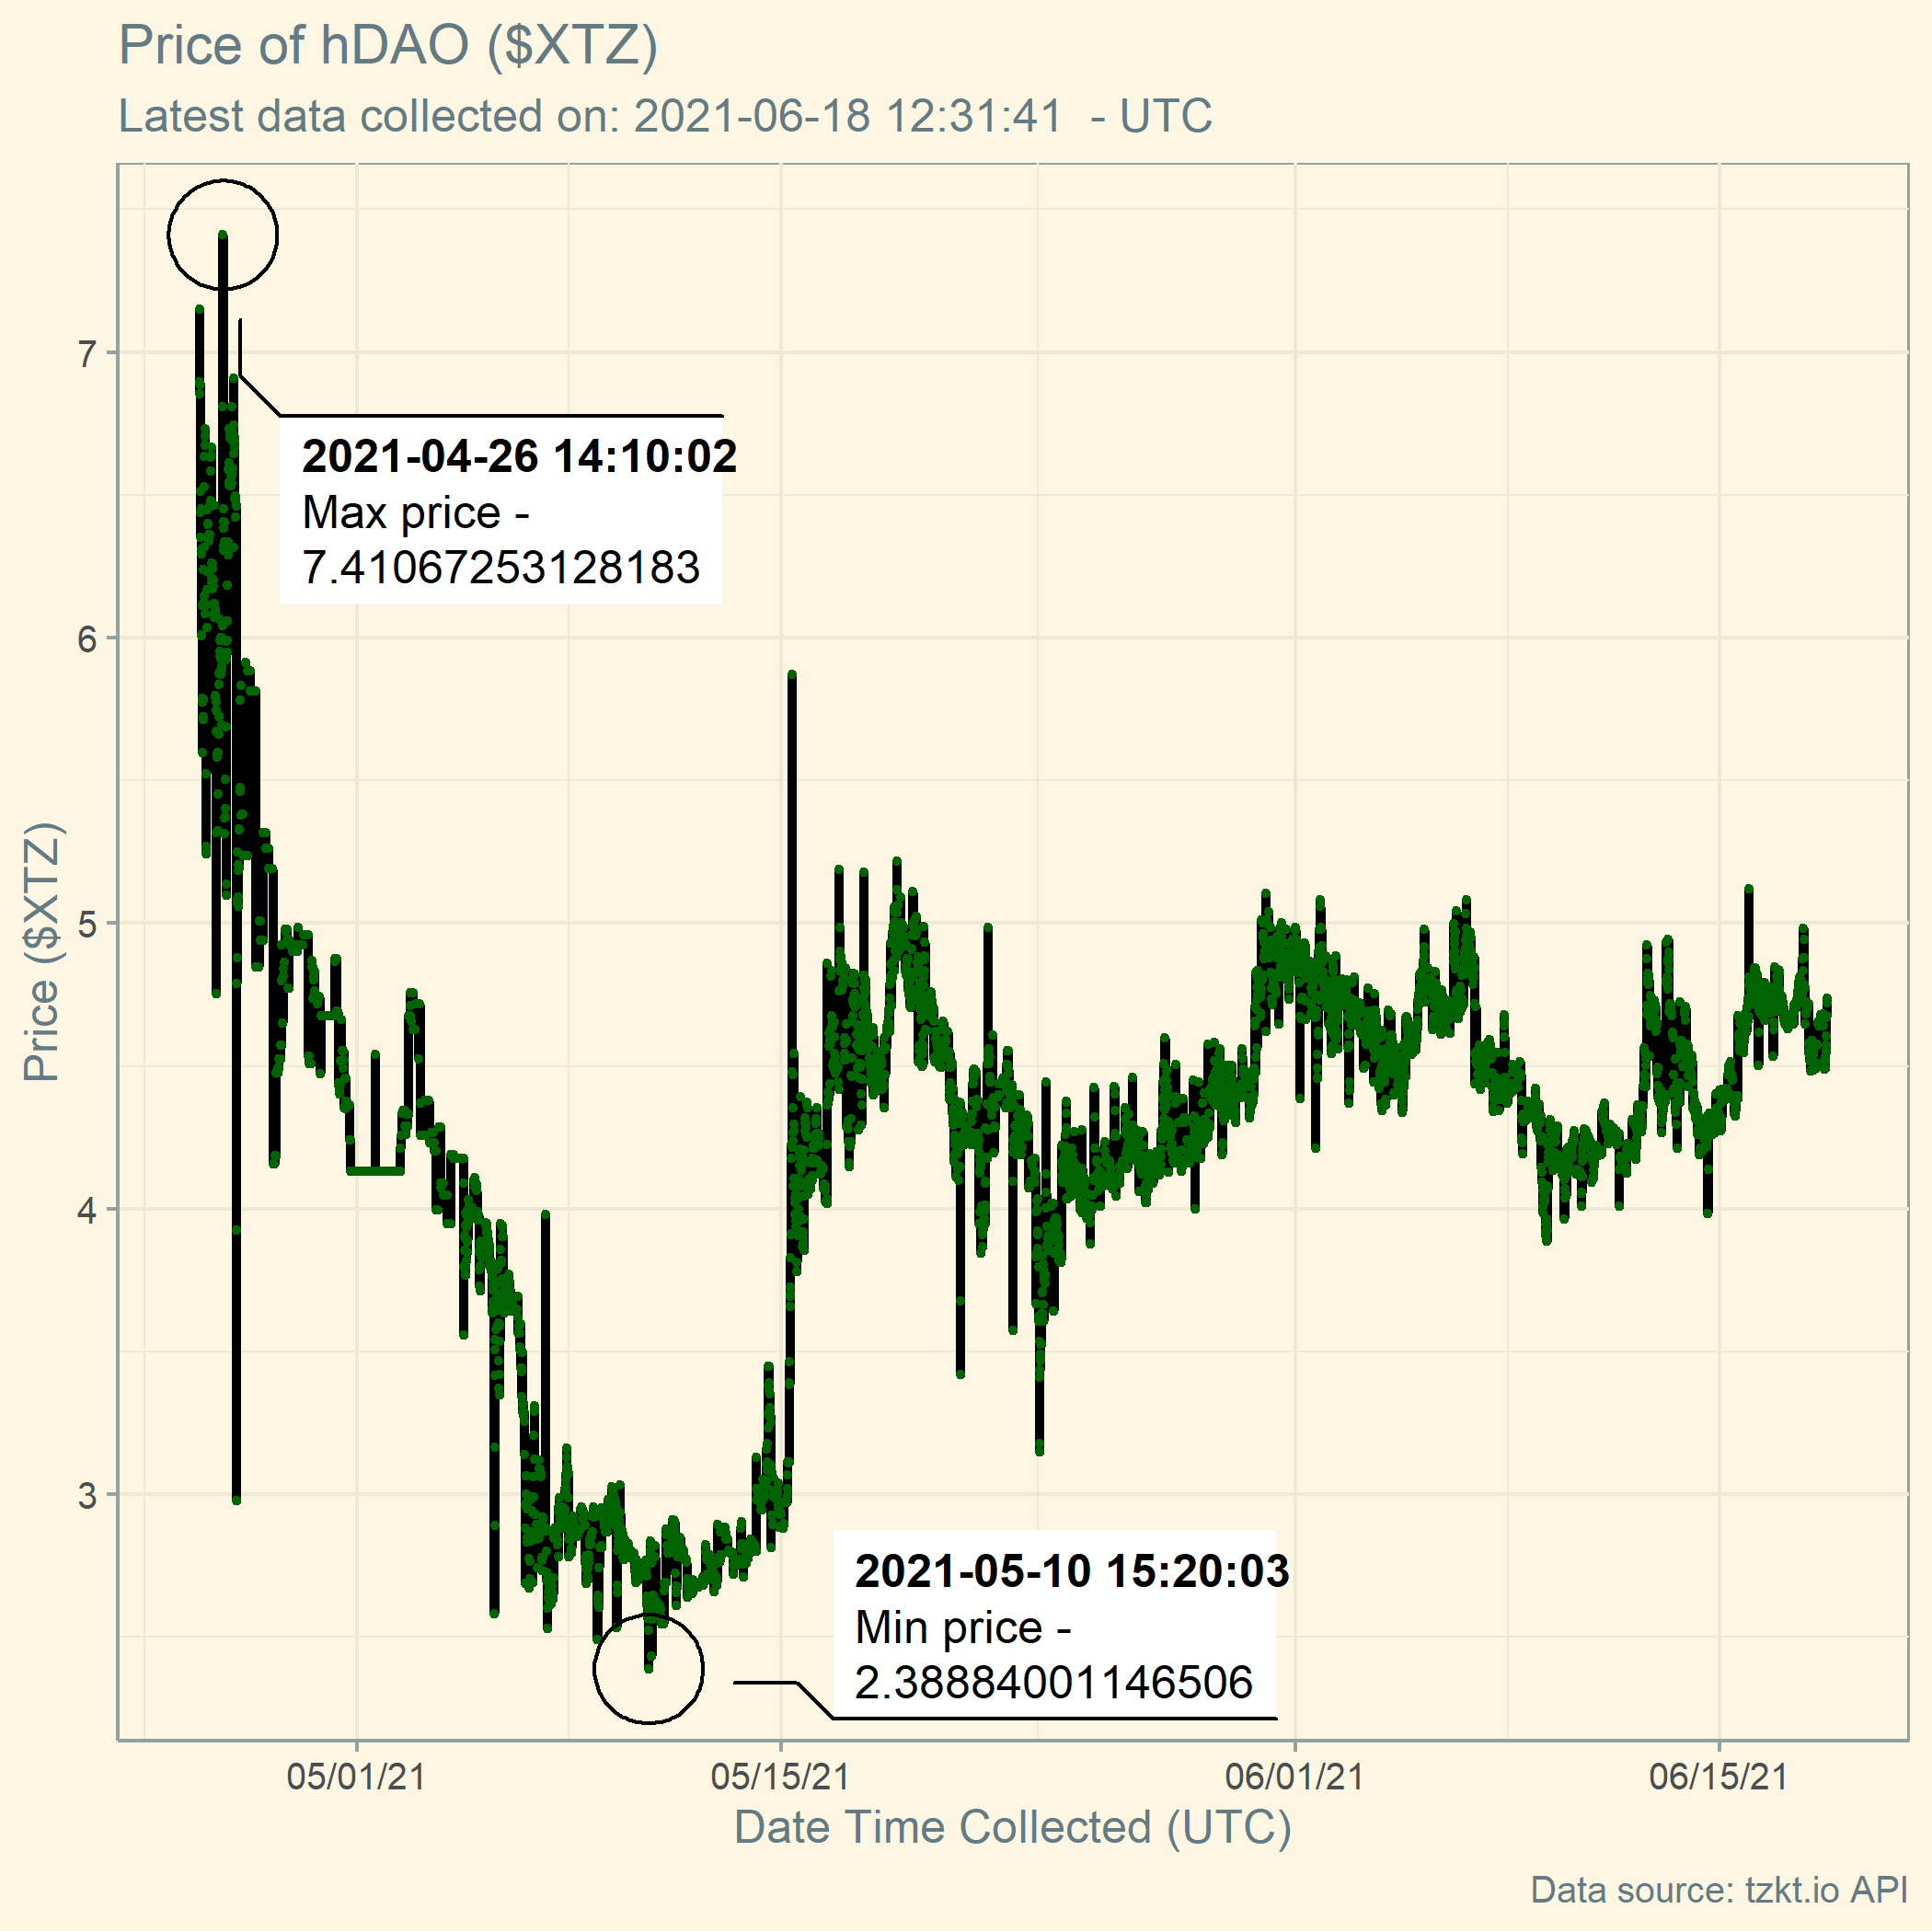 Price of hDAO ($XTZ)
Latest data collected on: 2021-06-18 12:31:41  - UTC
7
6
5
4
3
Price ($XTZ)
2021-04-26 14:10:02
Max price -
7.41067253128183
2021-05-10 15:20:03
Min price -
2.38884001146506
05/01/21
05/15/21
06/01/21
06/15/21
Date Time Collected (UTC)
Data source: tzkt.io API